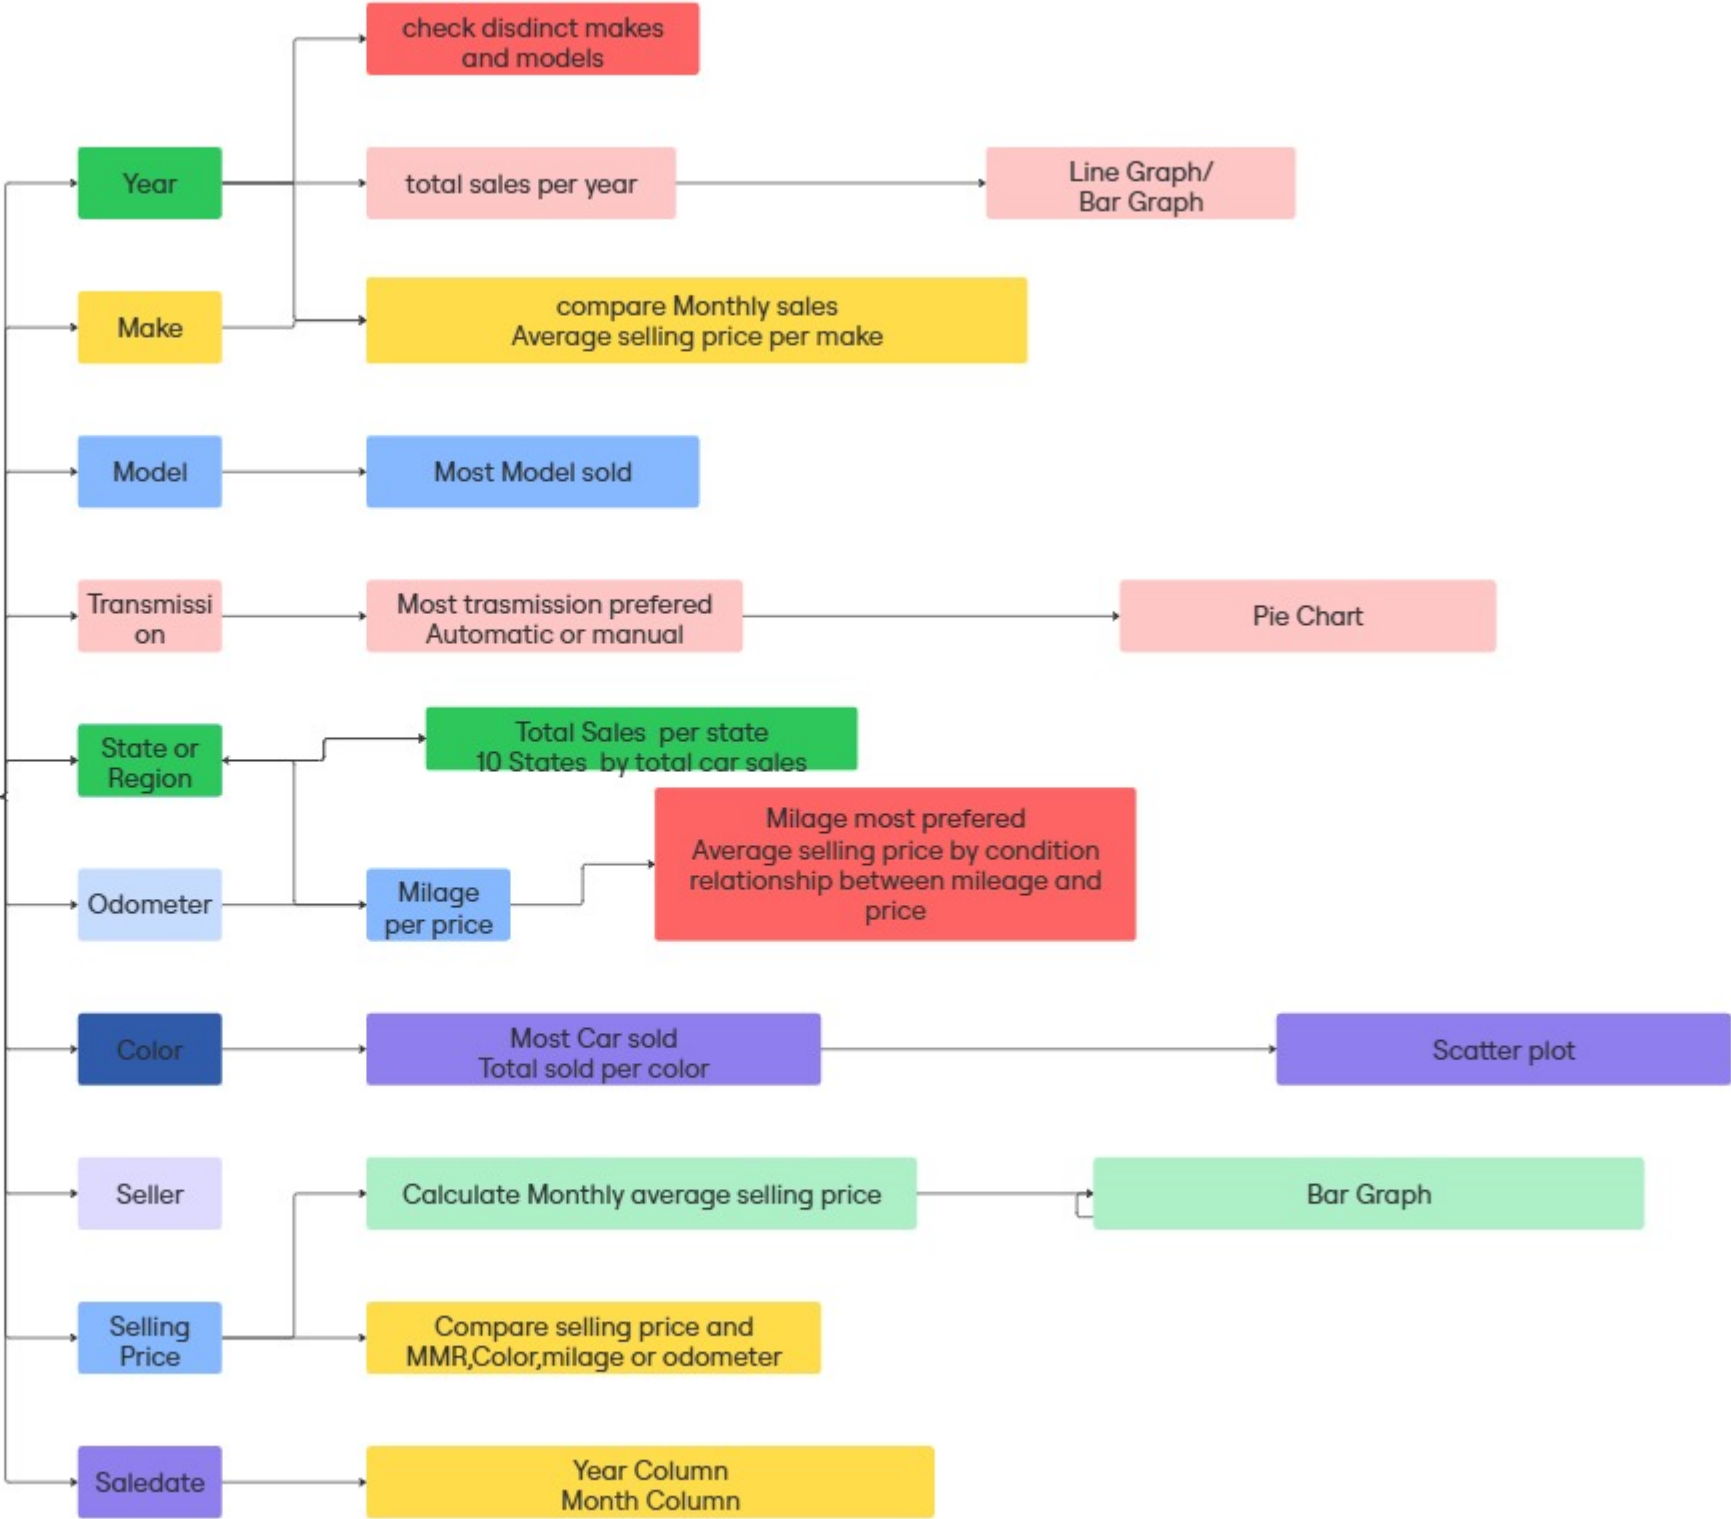 check disdinct makes
and models
Year
total sales per year
Line Graph/
Bar Graph
Make
compare Monthly sales
Average selling price per make
Model
Most Model sold
Transmissi
on
Most trasmission prefered
Automatic or manual
Pie Chart
State or
Region
Total Sales per state
10 States by total car sales
Milage most prefered
Average selling price by condition
relationship between mileage and
price
Odometer
Milage
per price
Color
Most Car sold
Total sold per color
Scatter plot
Seller
Calculate Monthly average selling price
Bar Graph
Selling
Price
Compare selling price and
MMR,Color,milage or odometer
Saledate
Year Column
Month Column